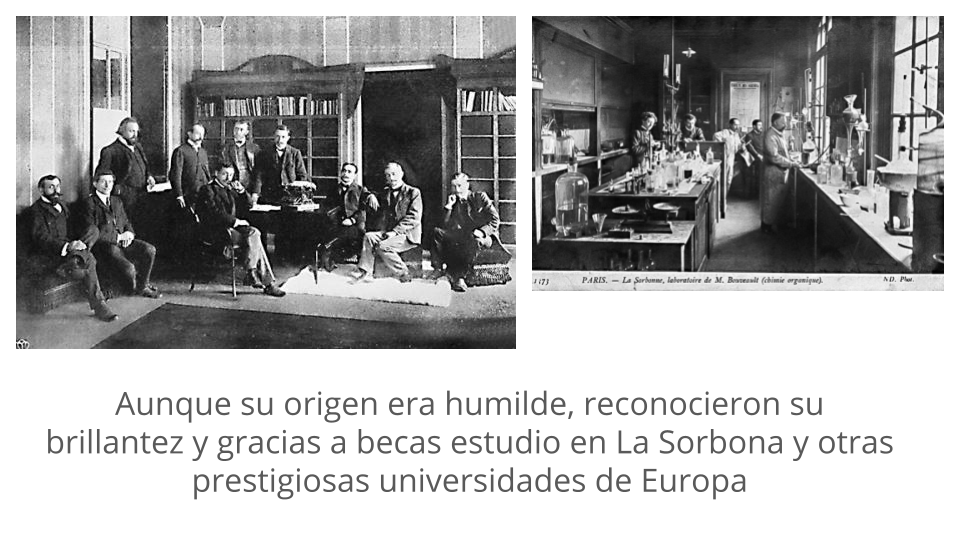 1173 PARIS. — La Sorbonne, laboratoire de M. Bouveault (chimie organique). ND. Phot.
Aunque su origen era humilde, reconocieron su
brillantez y gracias a becas estudio en La Sorbona y otras
prestigiosas universidades de Europa